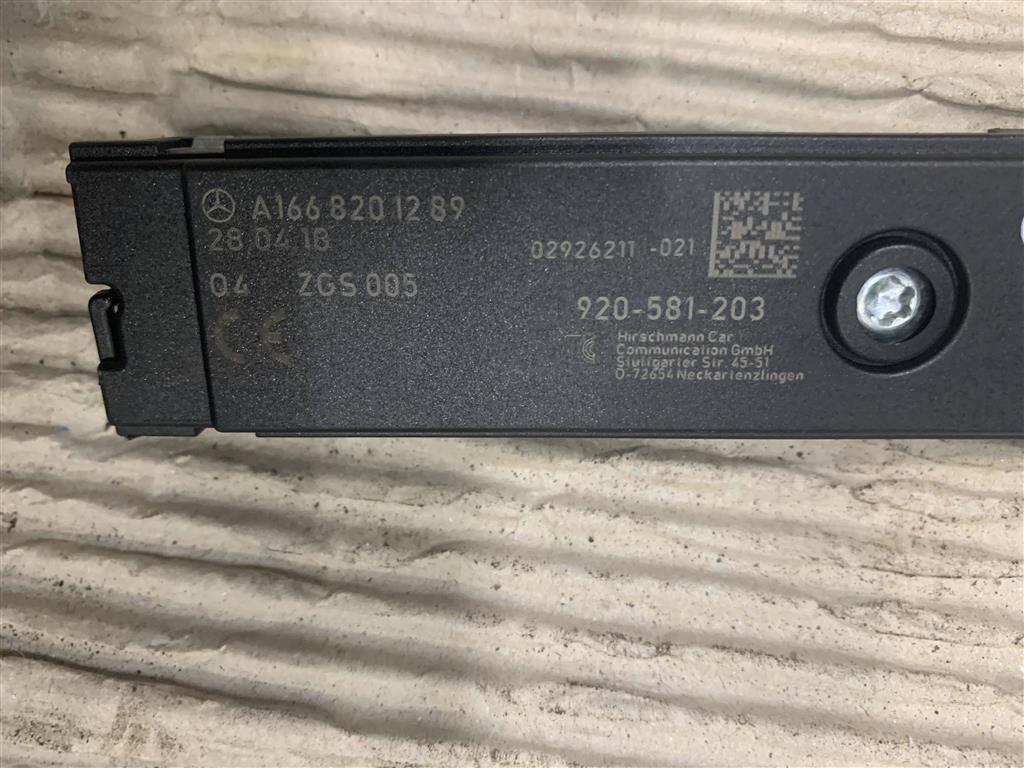 A166 820 12 89
28 04 18
04 ZGS 005
CE
02926211 -021
920-581-203
Hirschmann Car
Communication GmbH
Stuttgarter Str. 45-51
D-72654 Neckartenzlingen